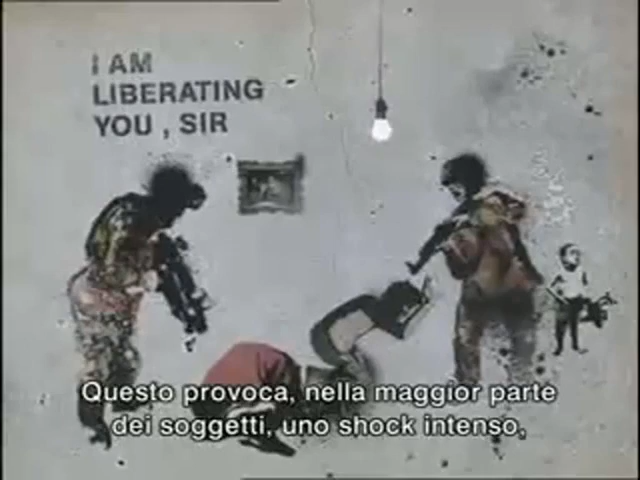 I AM
LIBERATING
YOU , SIR
Questo provoca, nella maggior parte
dei soggetti, uno shock intenso,